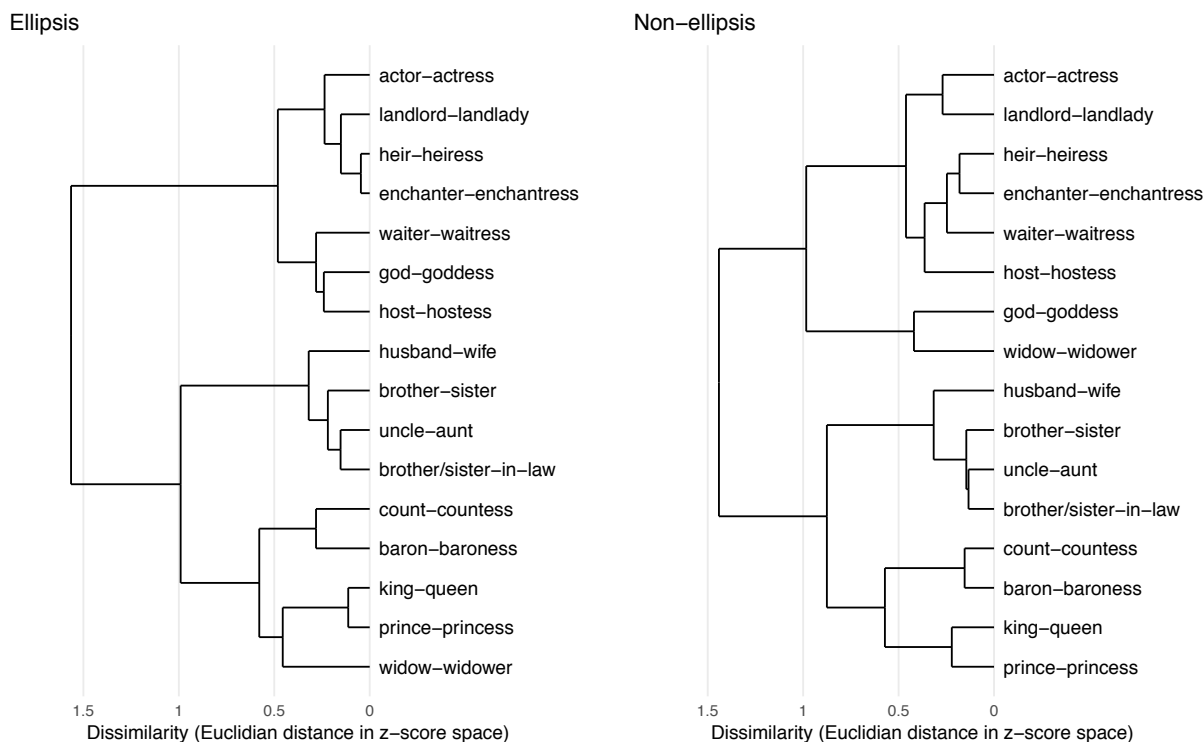 Ellipsis
actor−actress
landlord−landlady
heir−heiress
enchanter−enchantress
waiter−waitress
god−goddess
host−hostess
husband−wife
brother−sister
uncle−aunt
brother/sister−in−law
count−countess
baron−baroness
king−queen
prince−princess
widow−widower
1.5 1 0.5 0
Dissimilarity (Euclidian distance in z−score space)
Non−ellipsis
actor−actress
landlord−landlady
heir−heiress
enchanter−enchantress
waiter−waitress
host−hostess
god−goddess
widow−widower
husband−wife
brother−sister
uncle−aunt
brother/sister−in−law
count−countess
baron−baroness
king−queen
prince−princess
1.5 1 0.5 0
Dissimilarity (Euclidian distance in z−score space)